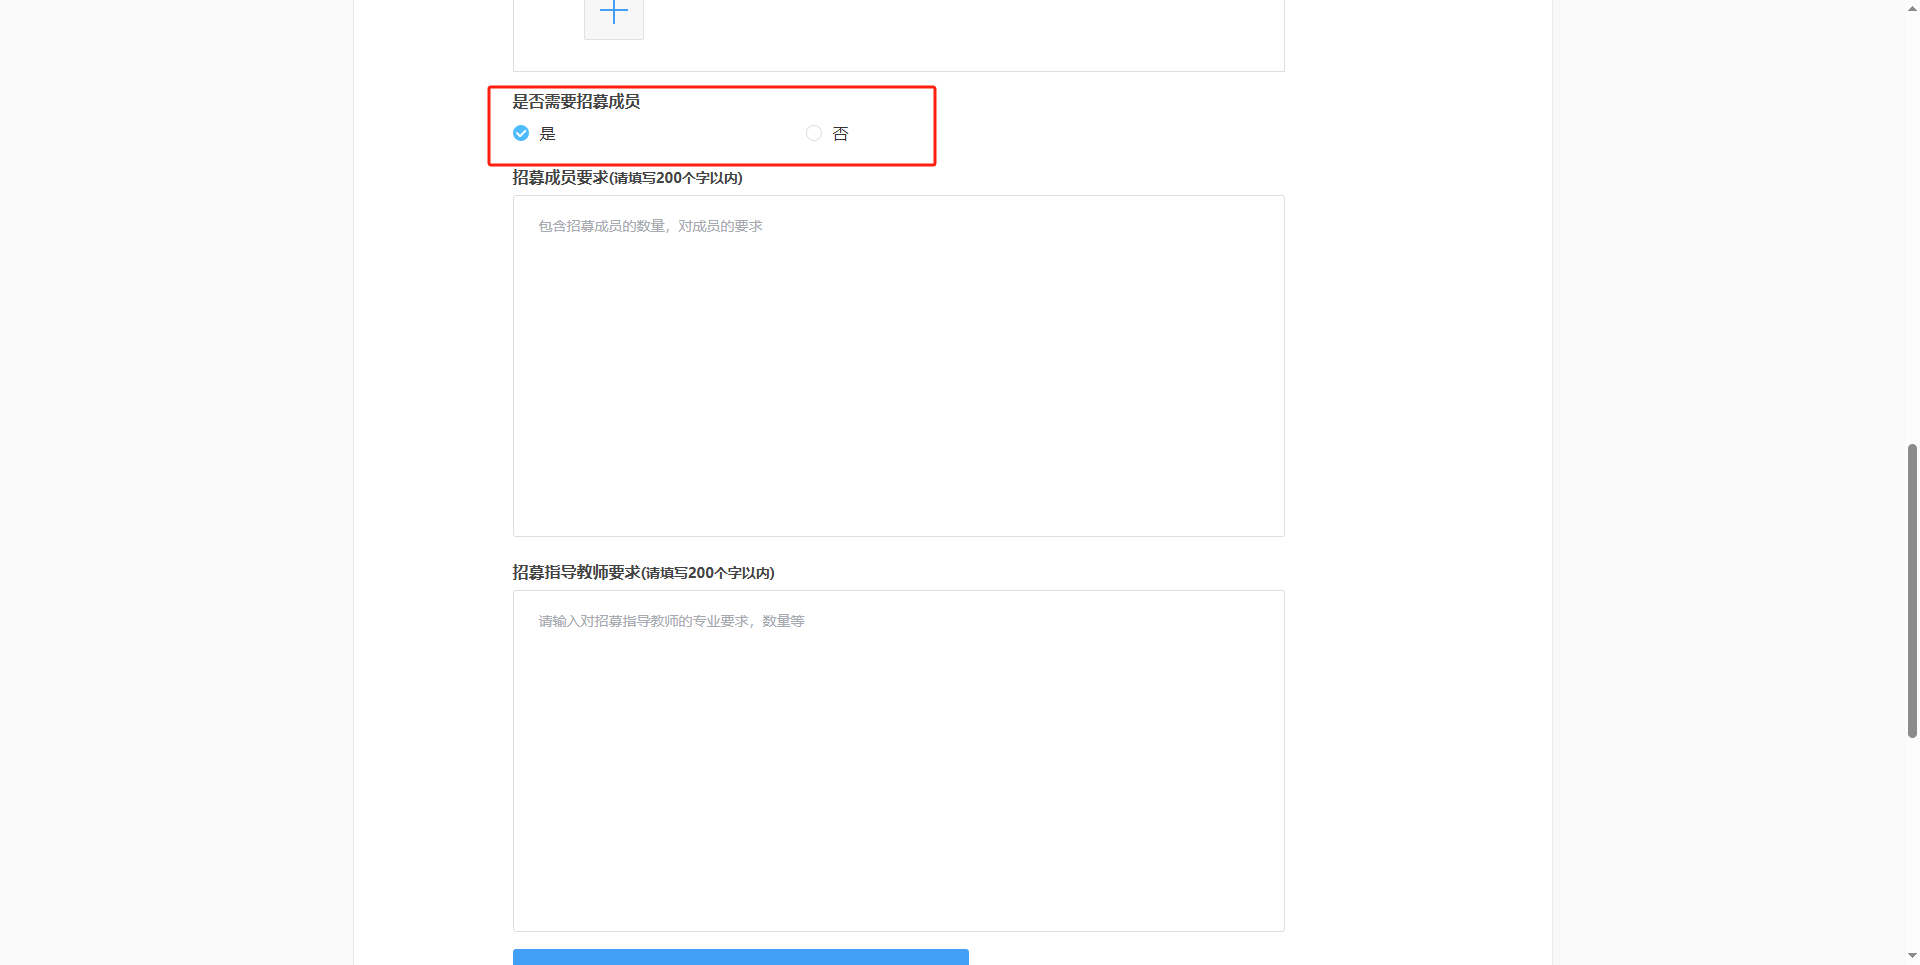 是否需要招募成员
是 否
招募成员要求(请填写200个字以内)
包含招募成员的数量，对成员的要求
招募指导教师要求(请填写200个字以内)
请输入对招募指导教师的专业要求，数量等